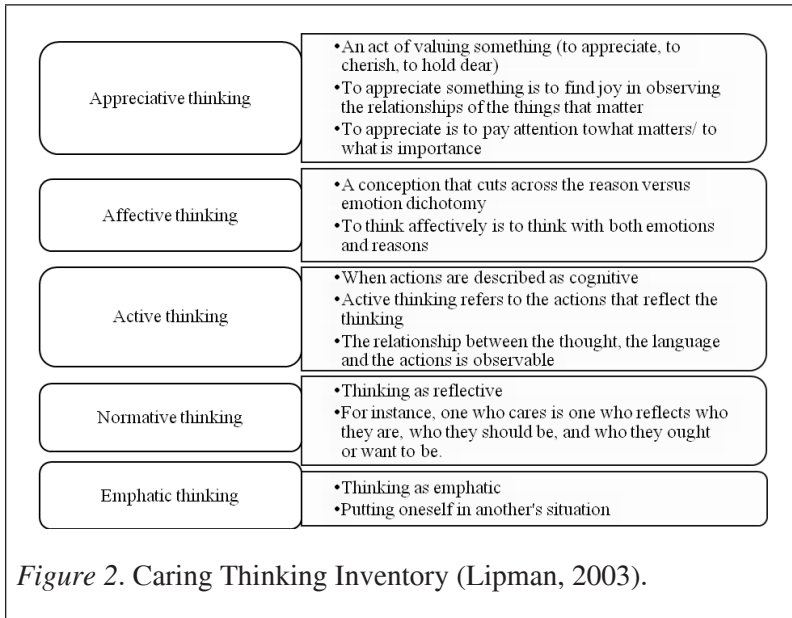 Appreciative thinking
•An act of valuing something (to appreciate, to
cherish, to hold dear)
•To appreciate something is to find joy in observing
the relationships of the things that matter
•To appreciate is to pay attention towhat matters/ to
what is importance
Affective thinking
•A conception that cuts across the reason versus
emotion dichotomy
•To think affectively is to think with both emotions
and reasons
Active thinking
•When actions are described as cognitive
•Active thinking refers to the actions that reflect the
thinking
•The relationship between the thought, the language
and the actions is observable
Normative thinking
•Thinking as reflective
•For instance, one who cares is one who reflects who
they are, who they should be, and who they ought
or want to be.
Emphatic thinking
•Thinking as emphatic
•Putting oneself in another's situation
Figure 2. Caring Thinking Inventory (Lipman, 2003).